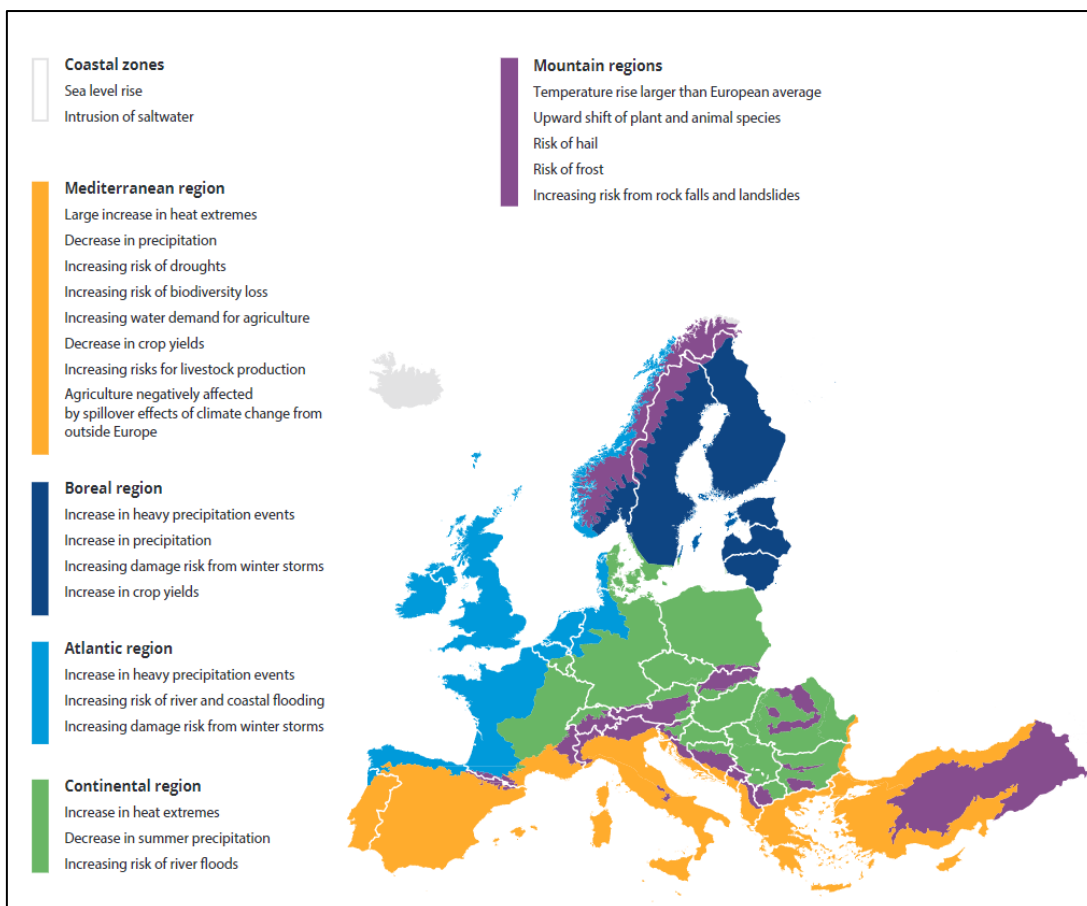 Coastal zones
Sea level rise
Intrusion of saltwater
Mountain regions
Temperature rise larger than European average
Upward shift of plant and animal species
Risk of hail
Risk of frost
Increasing risk from rock falls and landslides
Mediterranean region
Large increase in heat extremes
Decrease in precipitation
Increasing risk of droughts
Increasing risk of biodiversity loss
Increasing water demand for agriculture
Decrease in crop yields
Increasing risks for livestock production
Agriculture negatively affected
by spillover effects of climate change from
outside Europe
Boreal region
Increase in heavy precipitation events
Increase in precipitation
Increasing damage risk from winter storms
Increase in crop yields
Atlantic region
Increase in heavy precipitation events
Increasing risk of river and coastal flooding
Increasing damage risk from winter storms
Continental region
Increase in heat extremes
Decrease in summer precipitation
Increasing risk of river floods